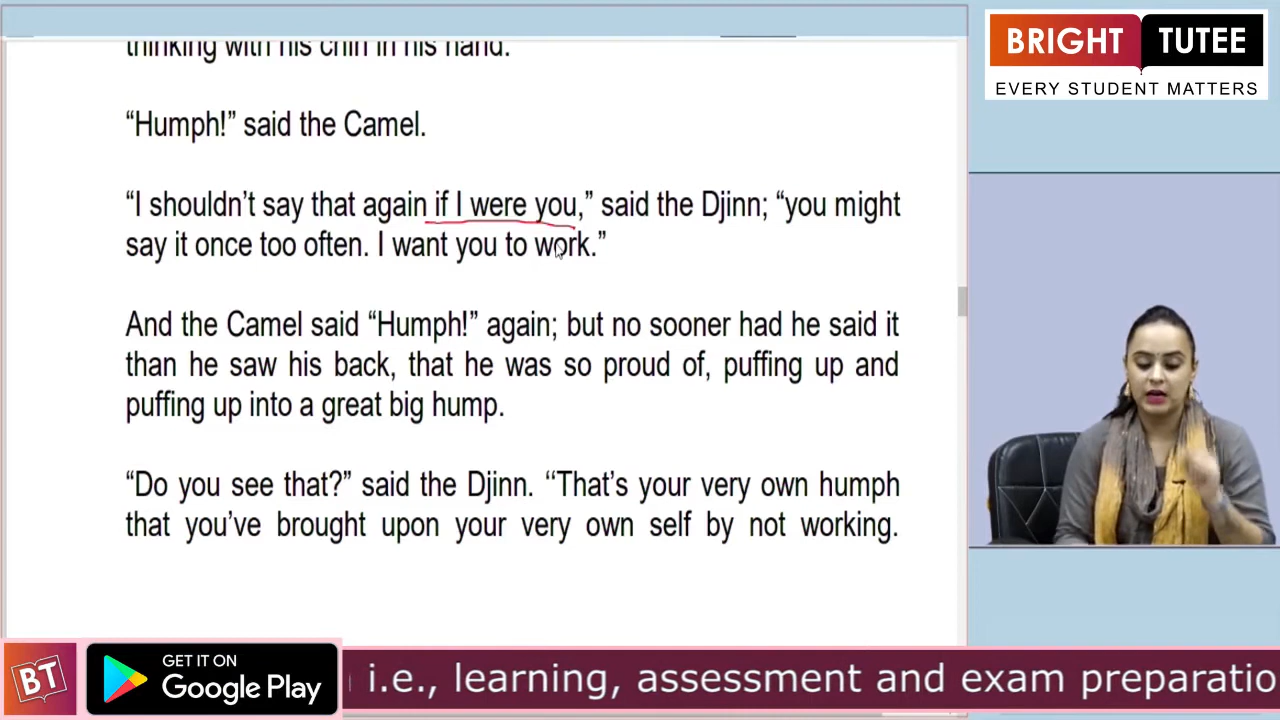 thinking with his chin in his hand.
“Humph!” said the Camel.
“I shouldn’t say that again if I were you,” said the Djinn; “you might
say it once too often. I want you to work.”
And the Camel said “Humph!” again; but no sooner had he said it
than he saw his back, that he was so proud of, puffing up and
puffing up into a great big hump.
“Do you see that?” said the Djinn. ‘‘That’s your very own humph
that you’ve brought upon your very own self by not working.
BRIGHT TUTEE
EVERY STUDENT MATTERS
BT
GET IT ON
Google Play
i.e., learning, assessment and exam preparatio